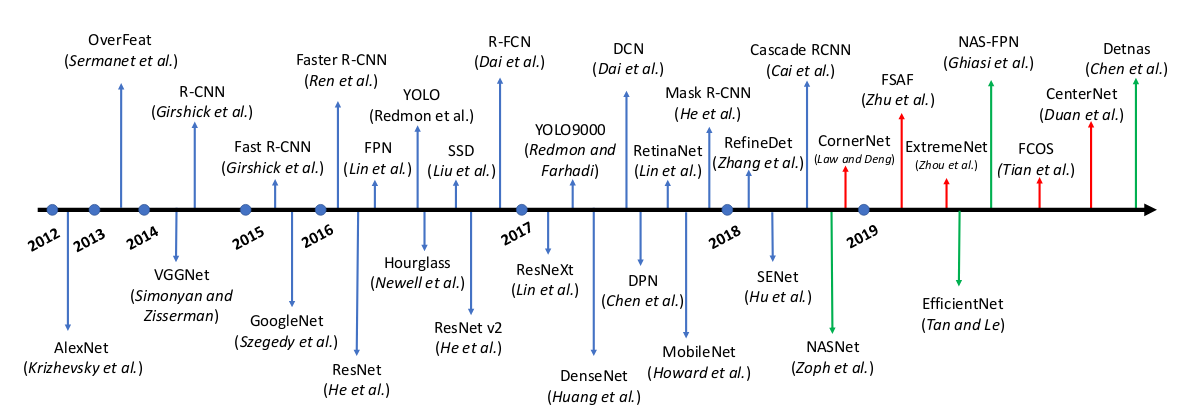 OverFeat
(Sermanet et al.)
R-CNN
(Girshick et al.)
Fast R-CNN
(Girshick et al.)
Faster R-CNN
(Ren et al.)
FPN
(Lin et al.)
YOLO
(Redmon et al.)
SSD
(Liu et al.)
R-FCN
(Dai et al.)
YOLO9000
(Redmon and
Farhadi)
DCN
(Dai et al.)
RetinaNet
(Lin et al.)
Mask R-CNN
(He et al.)
RefineDet
(Zhang et al.)
Cascade RCNN
(Cai et al.)
CornerNet
(Law and Deng)
FSAF
(Zhu et al.)
ExtremeNet
(Zhou et al.)
NAS-FPN
(Ghiasi et al.)
FCOS
(Tian et al.)
CenterNet
(Duan et al.)
Detnas
(Chen et al.)
2012
2013
2014
2015
2016
2017
2018
2019
AlexNet
(Krizhevsky et al.)
VGGNet
(Simonyan and
Zisserman)
GoogleNet
(Szegedy et al.)
ResNet
(He et al.)
Hourglass
(Newell et al.)
ResNet v2
(He et al.)
ResNeXt
(Lin et al.)
DenseNet
(Huang et al.)
DPN
(Chen et al.)
MobileNet
(Howard et al.)
SENet
(Hu et al.)
NASNet
(Zoph et al.)
EfficientNet
(Tan and Le)